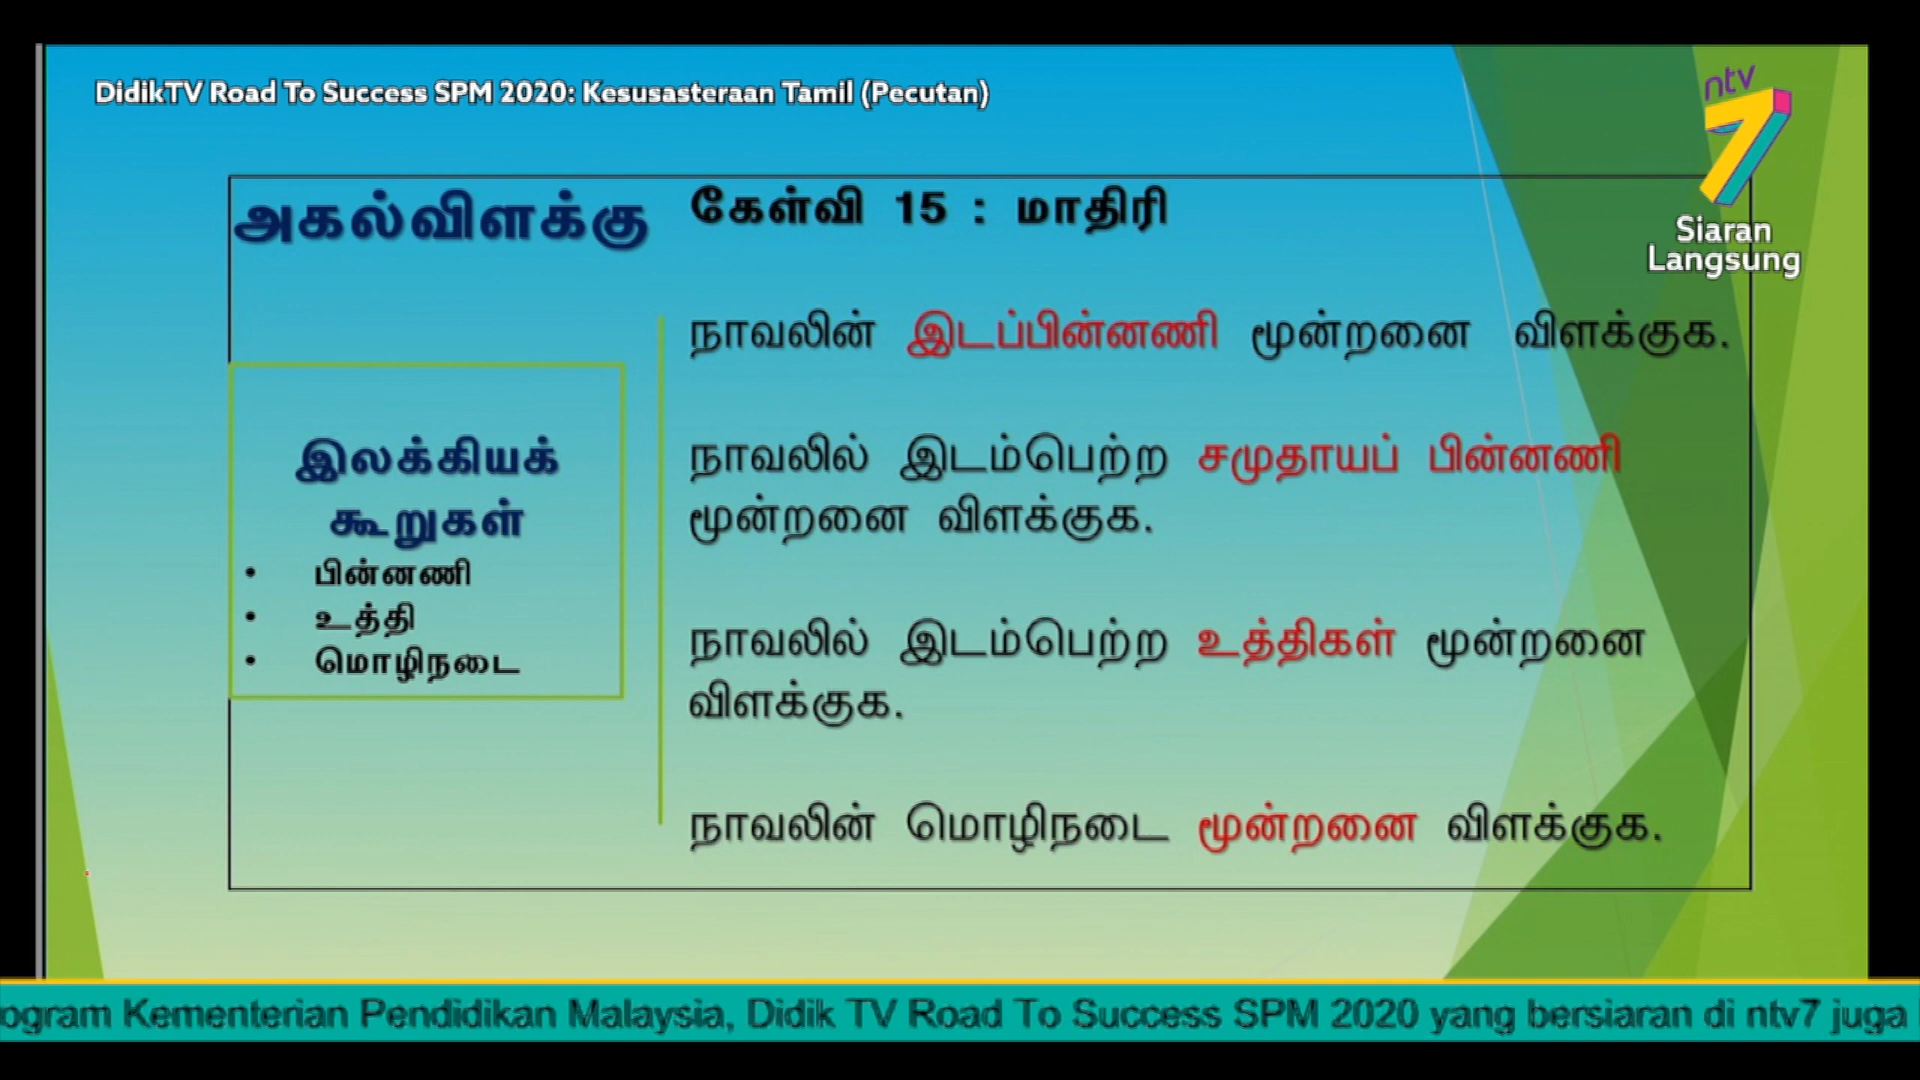 DidikTV Road To Success SPM 2020: Kesusasteraan Tamil (Pecutan)
ntv
7
Siaran
Langsung
அகல்விளக்கு
இலக்கியக்
கூறுகள்
• பின்னணி
• உத்தி
• மொழிநடை
கேள்வி 15 : மாதிரி
நாவலின் இடப்பின்னணி மூன்றனை விளக்குக.
நாவலில் இடம்பெற்ற சமுதாயப் பின்னணி
மூன்றனை விளக்குக.
நாவலில் இடம்பெற்ற உத்திகள் மூன்றனை
விளக்குக.
நாவலின் மொழிநடை மூன்றனை விளக்குக.
ogram Kementerian Pendidikan Malaysia, Didik TV Road To Success SPM 2020 yang bersiaran di ntv7 juga